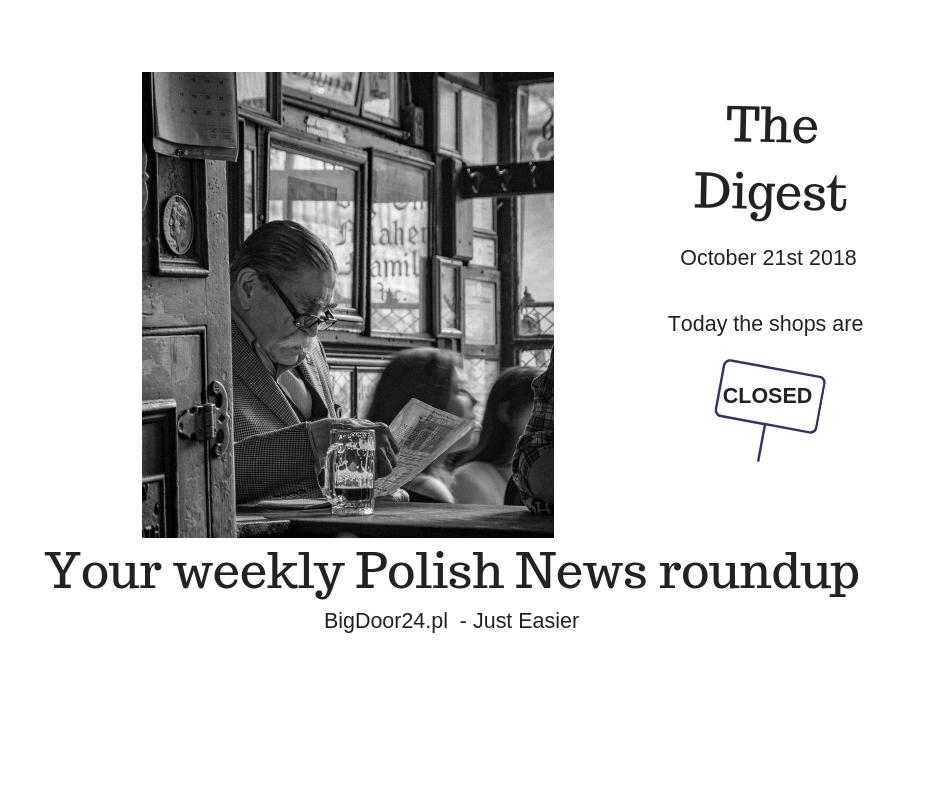 The
Digest
October 21st 2018
Today the shops are
CLOSED
Your weekly Polish News roundup
BigDoor24.pl - Just Easier